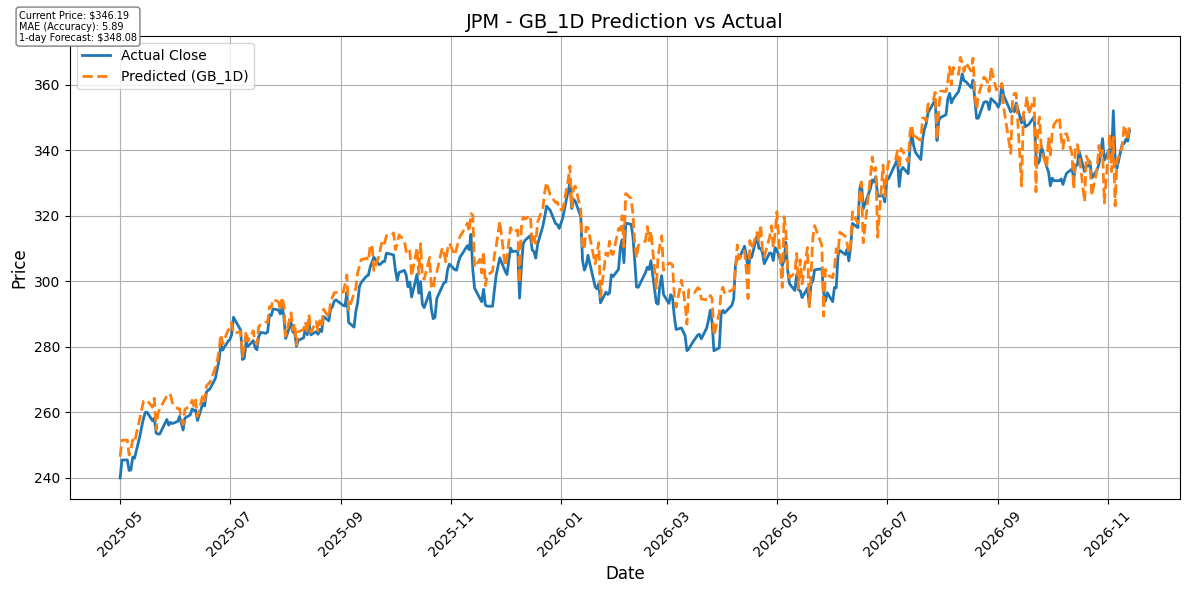 JPM - GB_1D Prediction vs Actual
Current Price: $346.19
MAE (Accuracy): 5.89
1-day Forecast: $348.08
Actual Close
Predicted (GB_1D)
Price
360
340
320
300
280
260
240
2025-05
2025-07
2025-09
2025-11
2026-01
2026-03
2026-05
2026-07
2026-09
2026-11
Date